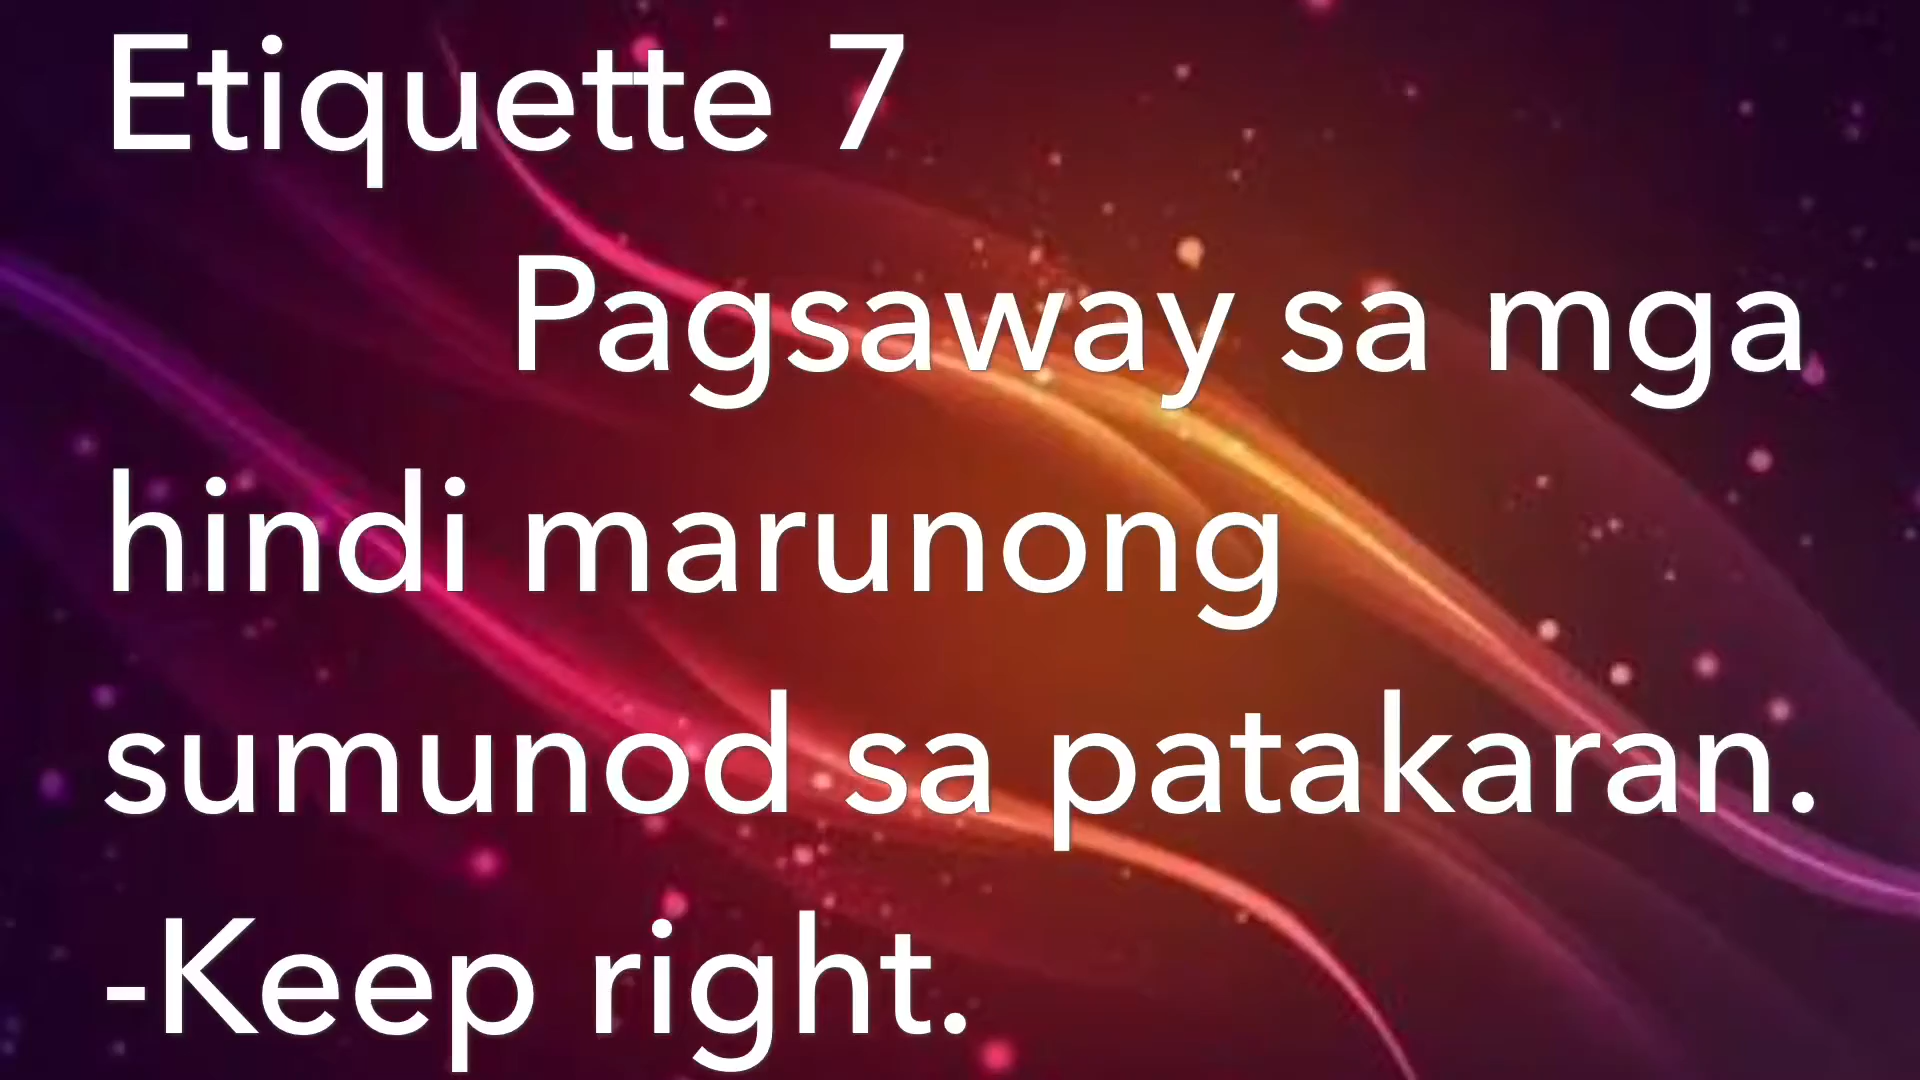 Etiquette 7
Pagsaway sa mga
hindi marunong
sumunod sa patakaran.
-Keep right.